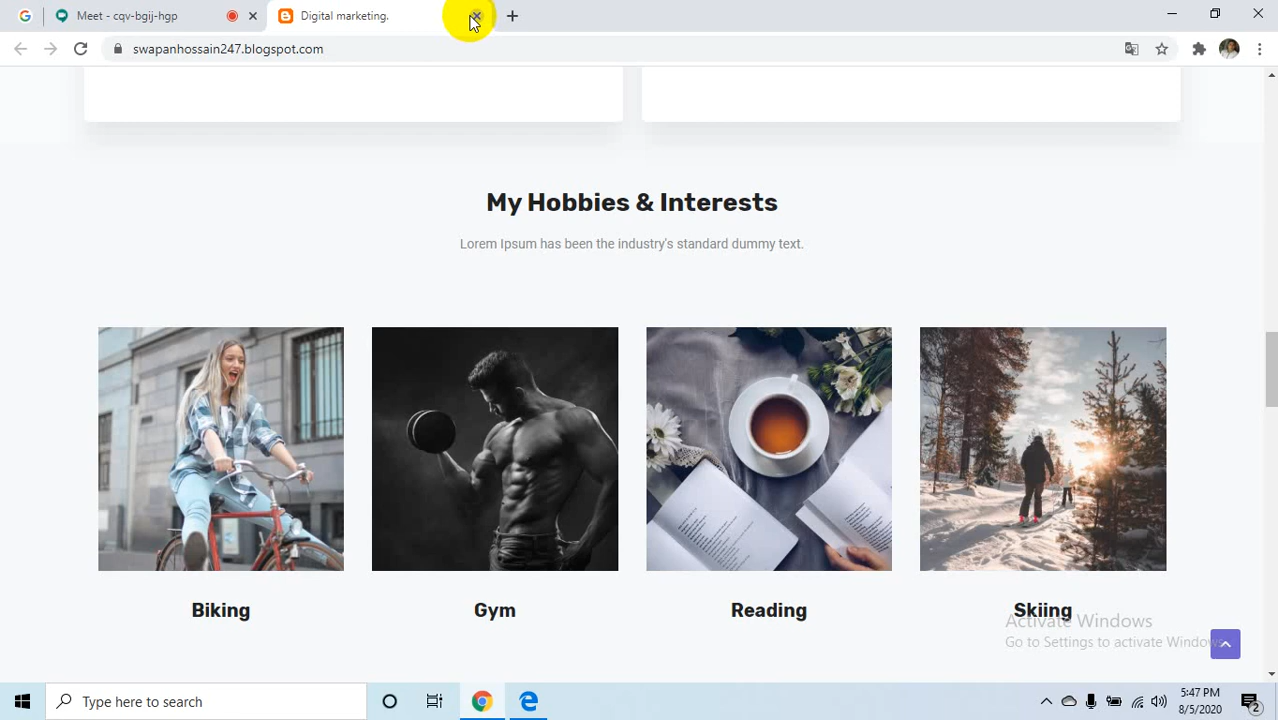 Meet - cqv-bgij-hgp
Digital marketing.
swapanhossain247.blogspot.com
My Hobbies & Interests
Lorem Ipsum has been the industry's standard dummy text.
Biking
Gym
Reading
Skiing
Activate Windows
Go to Settings to activate Windows.
Type here to search
5:47 PM
8/5/2020
2